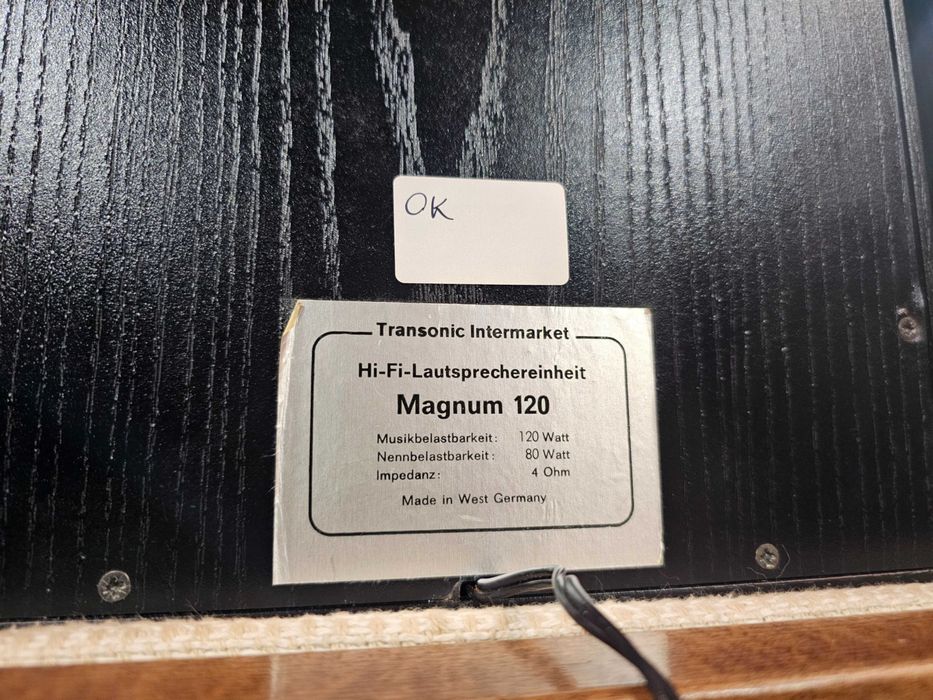 OK
Transonic Intermarket
Hi-Fi-Lautsprechereinheit
Magnum 120
Musikbelastbarkeit: 120 Watt
Nennbelastbarkeit: 80 Watt
Impedanz: 4 Ohm
Made in West Germany